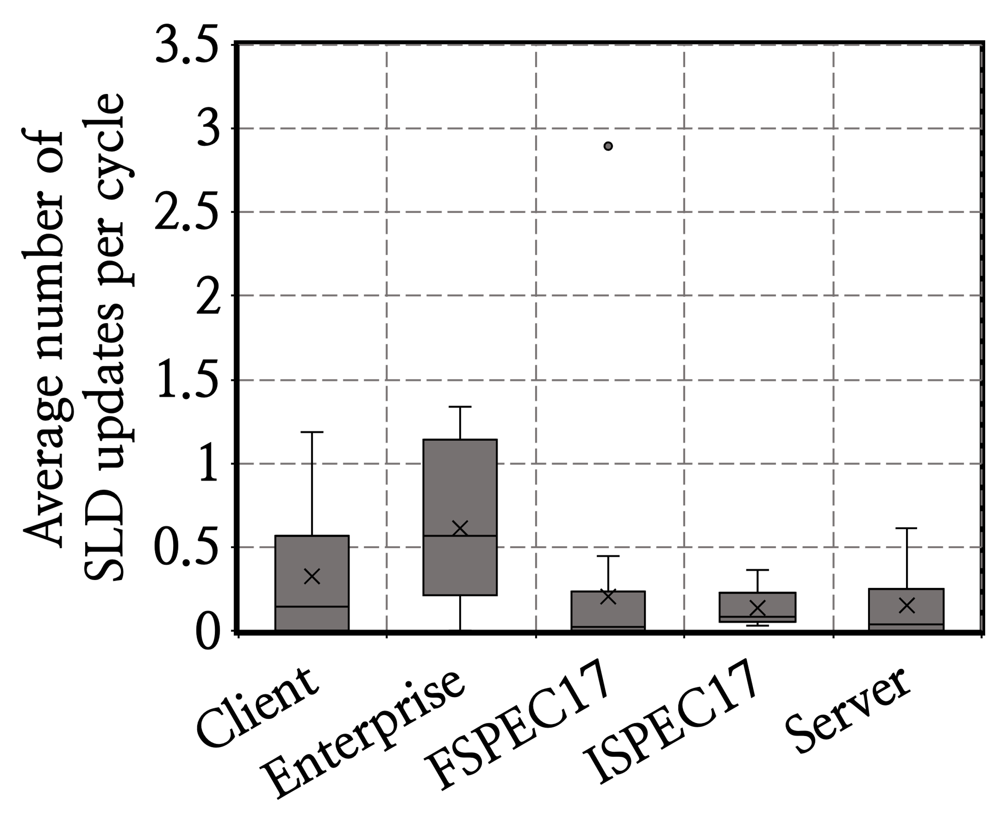 Average number of
SLD updates per cycle
3.5
3
2.5
2
1.5
1
0.5
0
Client
Enterprise
FSPEC17
ISPEC17
Server